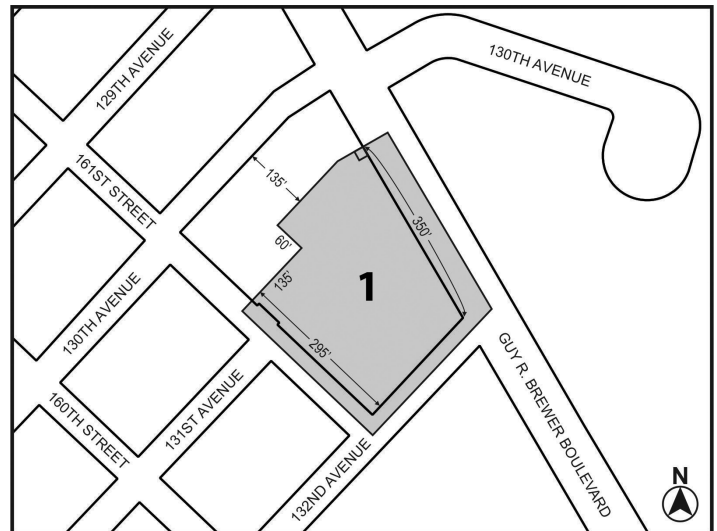 129TH AVENUE
130TH AVENUE
161ST STREET
135'
60'
350'
135'
1
295'
130TH AVENUE
160TH STREET
131ST AVENUE
132ND AVENUE
GUY R. BREWER BOULEVARD
N